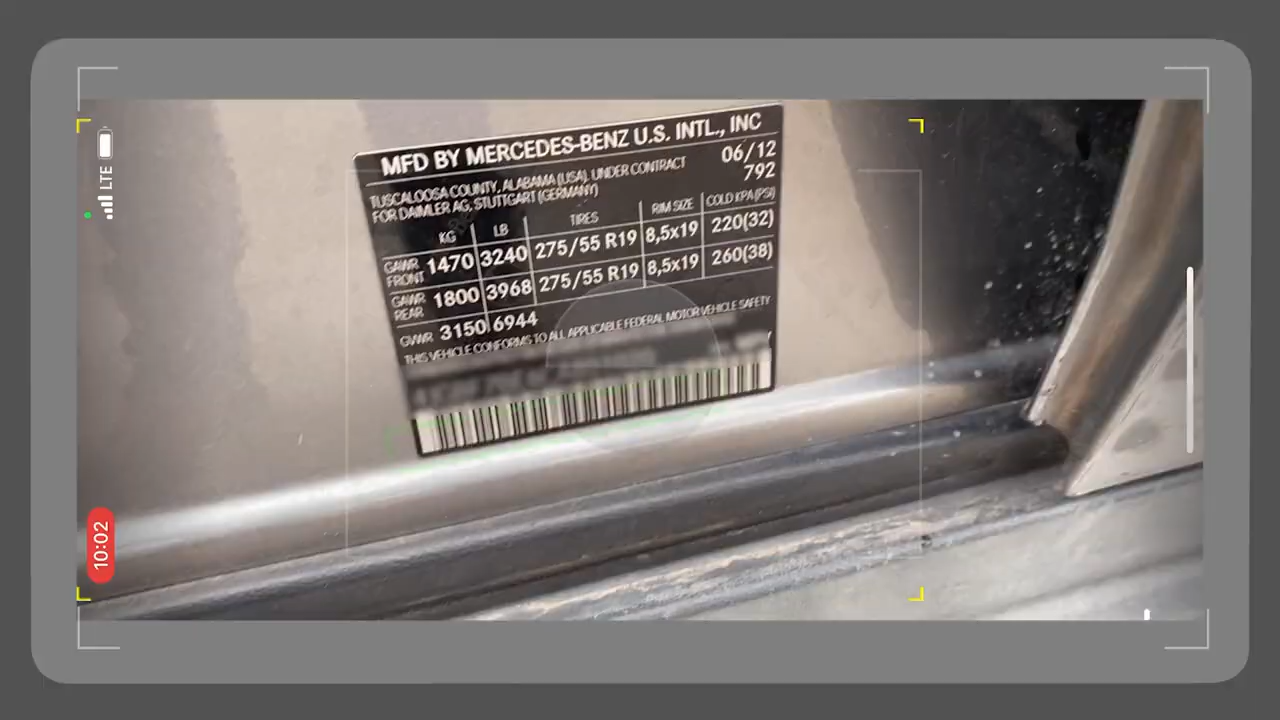 MFD BY MERCEDES-BENZ U.S. INTL., INC
TUSCALOOSA COUNTY, ALABAMA (USA), UNDER CONTRACT 06/12
FOR DAIMLER AG, STUTTGART (GERMANY) 792
KG LB TIRES RIM SIZE COLD KPA (PSI)
GAWR FRONT 1470 3240 275/55 R19 8,5x19 220(32)
GAWR REAR 1800 3968 275/55 R19 8,5x19 260(38)
GVWR 3150 6944
THIS VEHICLE CONFORMS TO ALL APPLICABLE FEDERAL MOTOR VEHICLE SAFETY
LTE
10:02